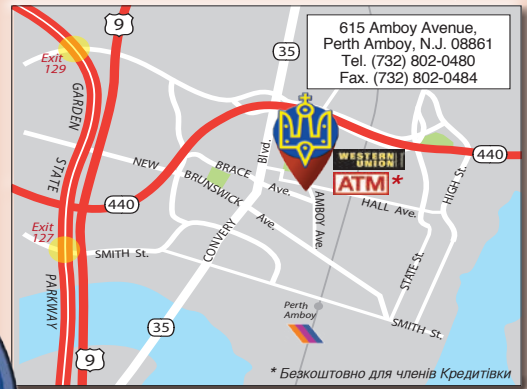 9
615 Amboy Avenue,
Perth Amboy, N.J. 08861
Tel. (732) 802-0480
Fax. (732) 802-0484
35
Exit
129
GARDEN
STATE
PARKWAY
Blvd.
WESTERN
UNION
ATM *
440
NEW
BRUNSWICK
Ave.
BRACE
Ave.
HALL Ave.
HIGH St.
440
AMBOY Ave.
CONVERY
Exit
127
SMITH St.
STATE St.
Perth
Amboy
SMITH St.
35
9
* Безкоштовно для членів Кредитівки